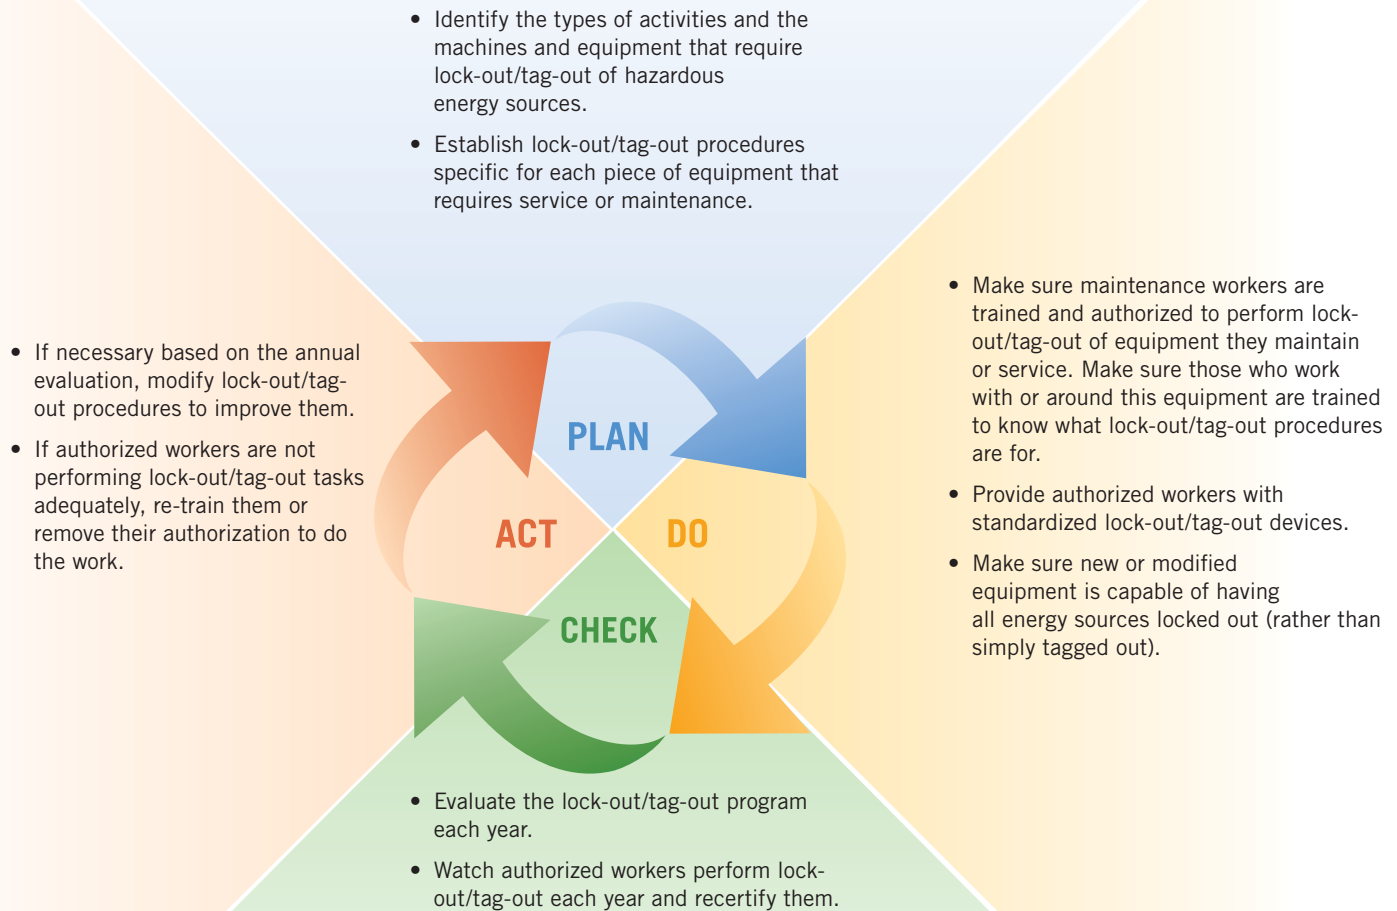 • Identify the types of activities and the
machines and equipment that require
lock-out/tag-out of hazardous
energy sources.
• Establish lock-out/tag-out procedures
specific for each piece of equipment that
requires service or maintenance.
PLAN
• Make sure maintenance workers are
trained and authorized to perform lock-
out/tag-out of equipment they maintain
or service. Make sure those who work
with or around this equipment are trained
to know what lock-out/tag-out procedures
are for.
• Provide authorized workers with
standardized lock-out/tag-out devices.
• Make sure new or modified
equipment is capable of having
all energy sources locked out (rather than
simply tagged out).
DO
CHECK
• Evaluate the lock-out/tag-out program
each year.
• Watch authorized workers perform lock-
out/tag-out each year and recertify them.
ACT
• If necessary based on the annual
evaluation, modify lock-out/tag-
out procedures to improve them.
• If authorized workers are not
performing lock-out/tag-out tasks
adequately, re-train them or
remove their authorization to do
the work.